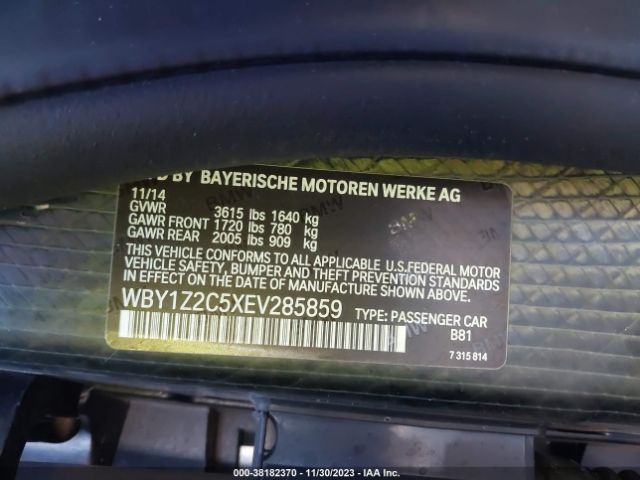 BY BAYERISCHE MOTOREN WERKE AG
11/14
GVWR 3615 lbs 1640 kg
GAWR FRONT 1720 lbs 780 kg
GAWR REAR 2005 lbs 909 kg
THIS VEHICLE CONFORMS TO ALL APPLICABLE U.S.FEDERAL MOTOR
VEHICLE SAFETY, BUMPER AND THEFT PREVENTION STANDARDS
IN EFFECT ON THE DATE OF MANUFACTURE SHOWN ABOVE.
WBY1Z2C5XEV285859 TYPE: PASSENGER CAR
B81
7 315 814
000-38182370 - 11/30/2023 - IAA Inc.